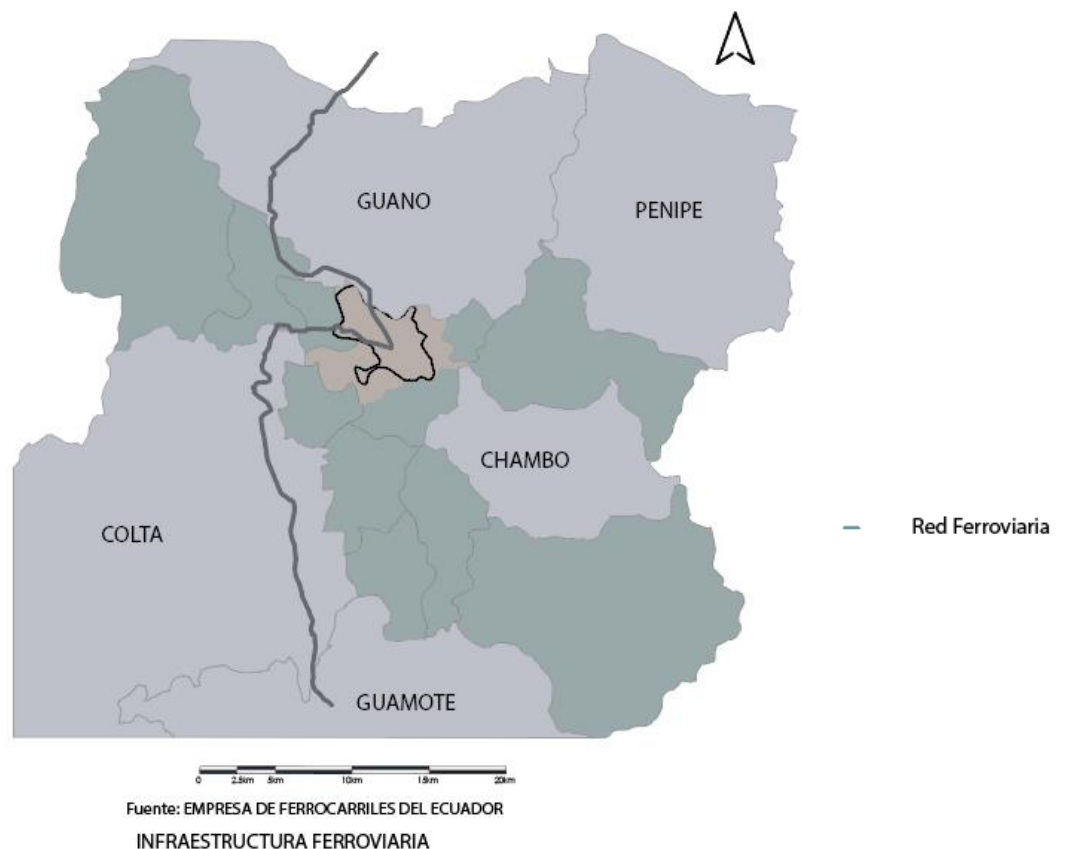 GUANO
PENIPE
CHAMBO
COLTA
Red Ferroviaria
GUAMOTE
0 2.5km 5km 10km 15km 20km
Fuente: EMPRESA DE FERROCARRILES DEL ECUADOR
INFRAESTRUCTURA FERROVIARIA